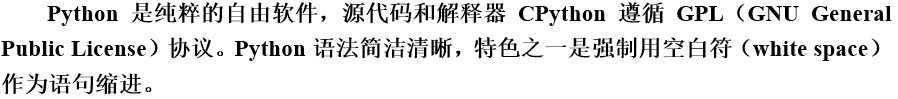 Python 是纯粹的自由软件，源代码和解释器 CPython 遵循 GPL（GNU General
Public License）协议。Python 语法简洁清晰，特色之一是强制用空白符（white space）
作为语句缩进。